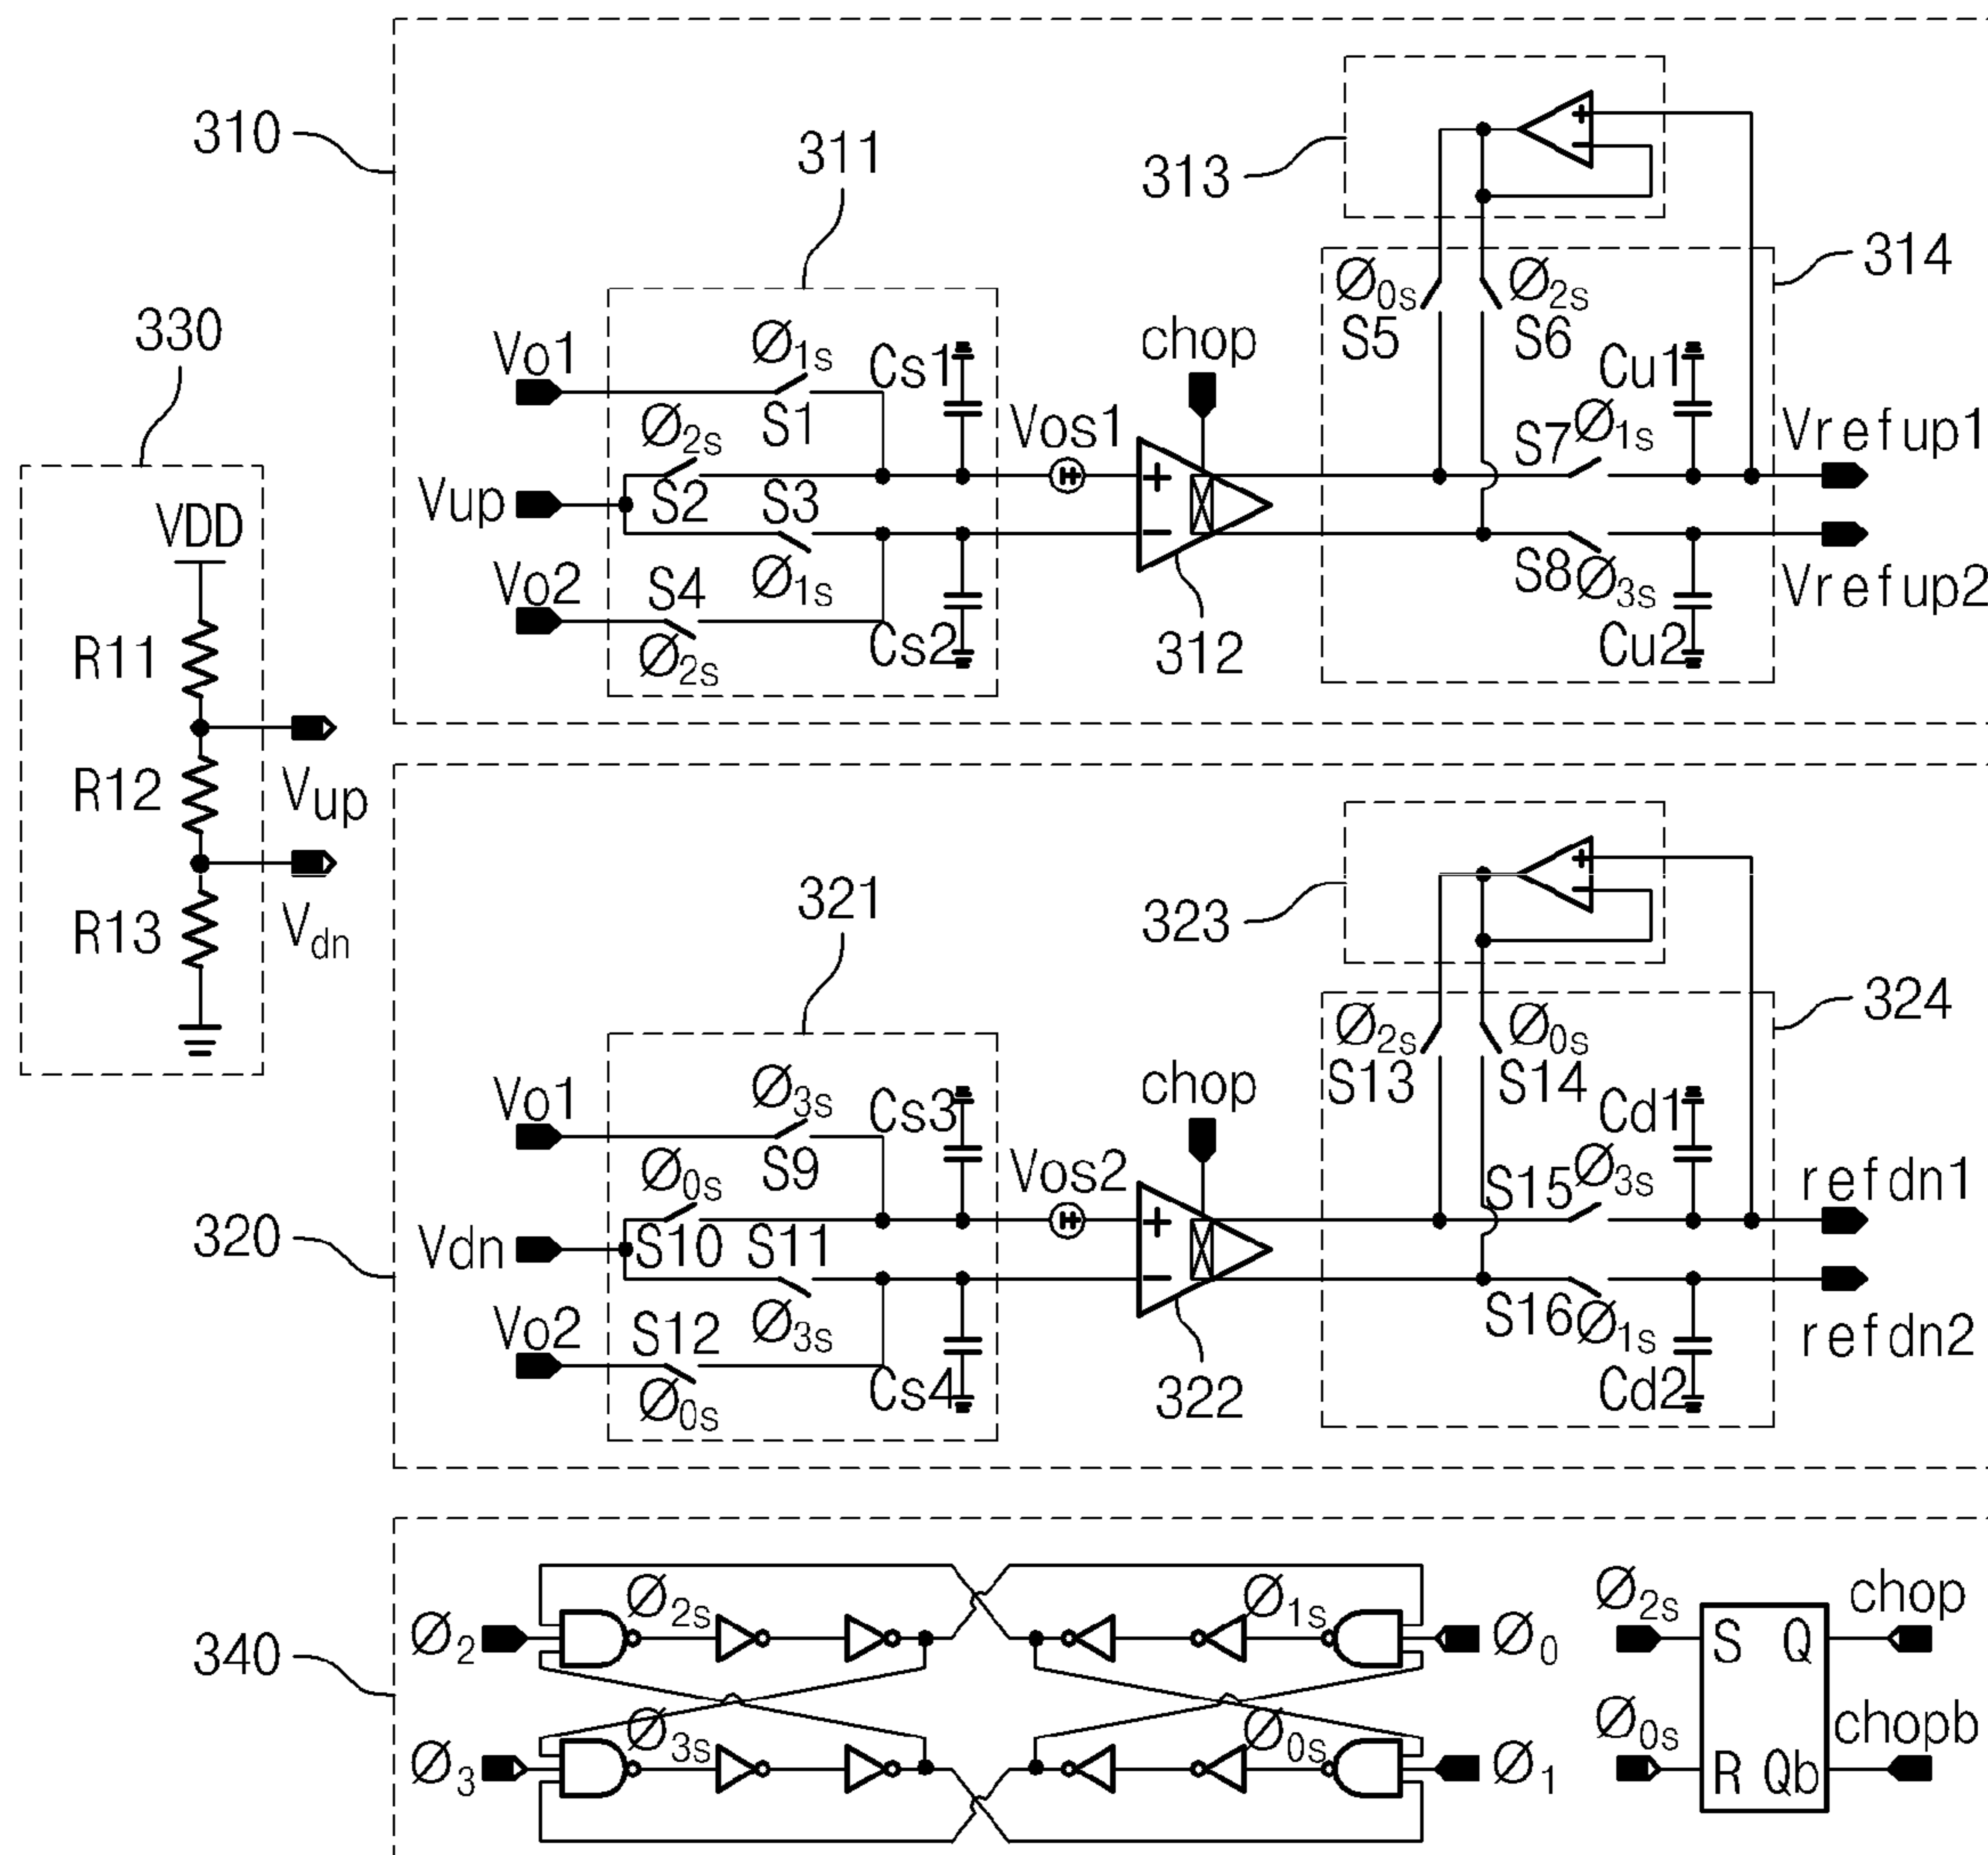 310
311
313
314
330
Vo1
Ø1s
S1
Cs1
Vos1
chop
Ø0s
S5
Ø2s
S6
Cu1
S7
Ø1s
Vrefup1
Vup
Ø2s
S2
S3
+
−
VDD
Vo2
S4
Ø1s
Ø2s
Cs2
312
S8
Ø3s
Cu2
Vrefup2
+
−
R11
R12
R13
Vup
Vdn
320
321
323
324
Vo1
Ø3s
S9
Cs3
Vos2
chop
Ø2s
S13
Ø0s
S14
Cd1
S15
Ø3s
refdn1
Vdn
Ø0s
S10
S11
+
−
Vo2
S12
Ø3s
Ø0s
Cs4
322
S16
Ø1s
Cd2
refdn2
+
−
340
Ø2
Ø2s
Ø1s
Ø0
Ø2s
S Q
chop
Ø3
Ø3s
Ø0s
Ø1
Ø0s
R Qb
chopb